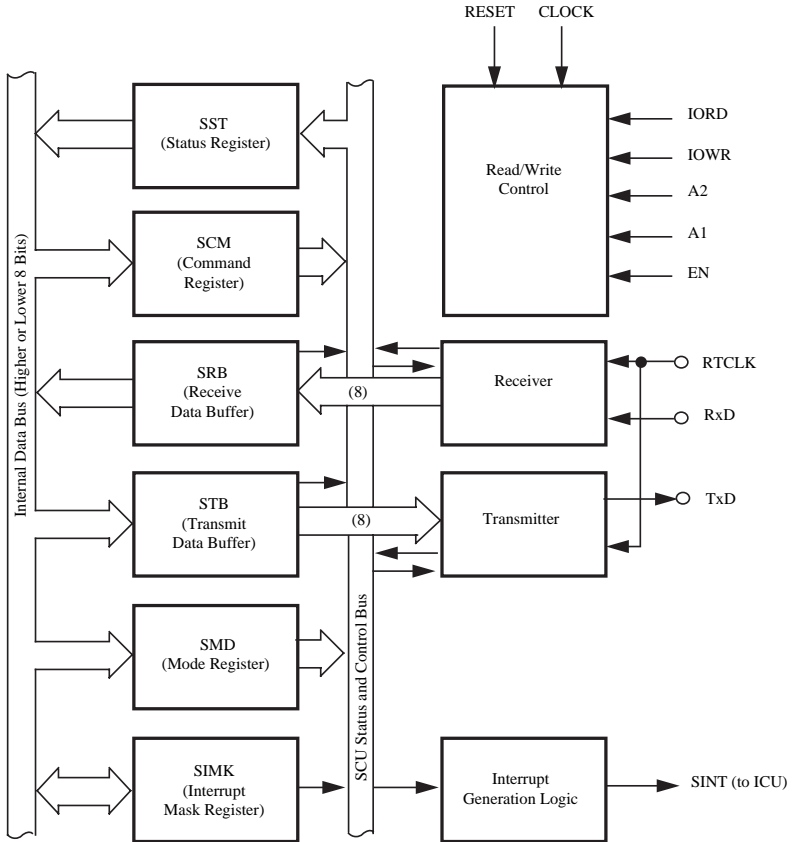 RESET
CLOCK
SST
(Status Register)
Read/Write
Control
IORD
IOWR
A2
A1
EN
SCM
(Command
Register)
Internal Data Bus (Higher or Lower 8 Bits)
SRB
(Receive
Data Buffer)
(8)
Receiver
RTCLK
RxD
STB
(Transmit
Data Buffer)
(8)
Transmitter
TxD
SMD
(Mode Register)
SCU Status and Control Bus
SIMK
(Interrupt
Mask Register)
Interrupt
Generation Logic
SINT (to ICU)